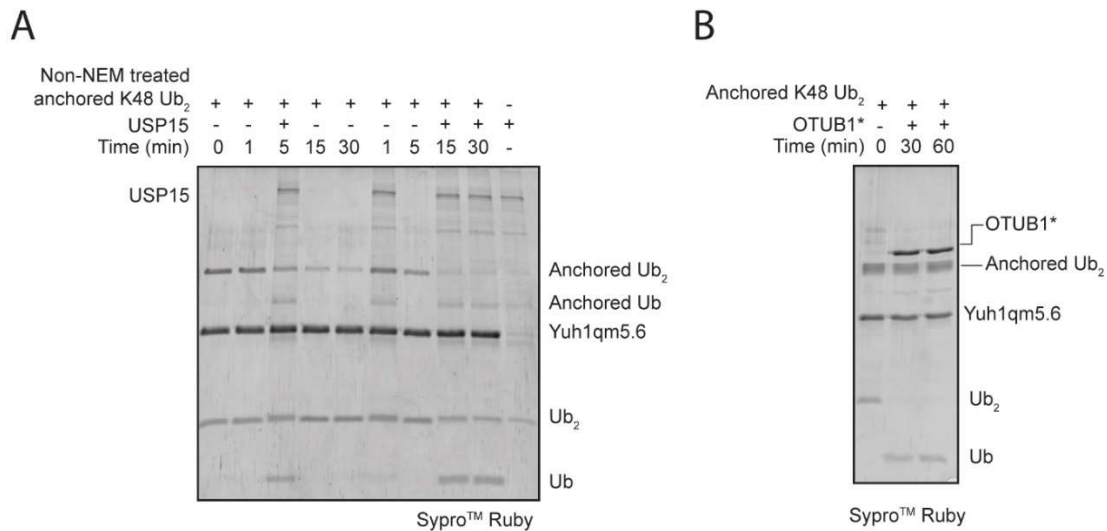 A
Non-NEM treated
anchored K48 Ub2 + + + + + + + + + -
USP15 - - + - - - - + + +
Time (min) 0 1 5 15 30 1 5 15 30 -
USP15
Anchored Ub2
Anchored Ub
Yuh1qm5.6
Ub2
Ub
Sypro™ Ruby
B
Anchored K48 Ub2 + + +
OTUB1* - + +
Time (min) 0 30 60
OTUB1*
Anchored Ub2
Yuh1qm5.6
Ub2
Ub
Sypro™ Ruby